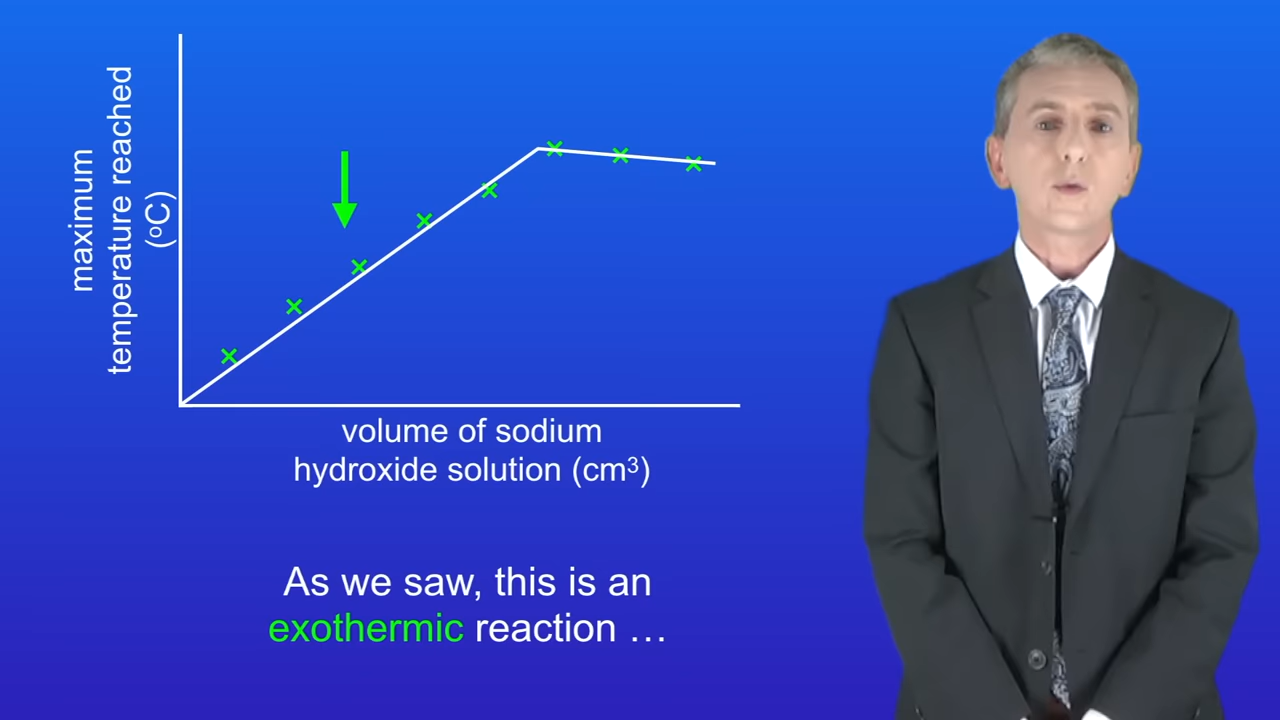 maximum
temperature reached
(°C)
volume of sodium
hydroxide solution (cm³)
As we saw, this is an
exothermic reaction …